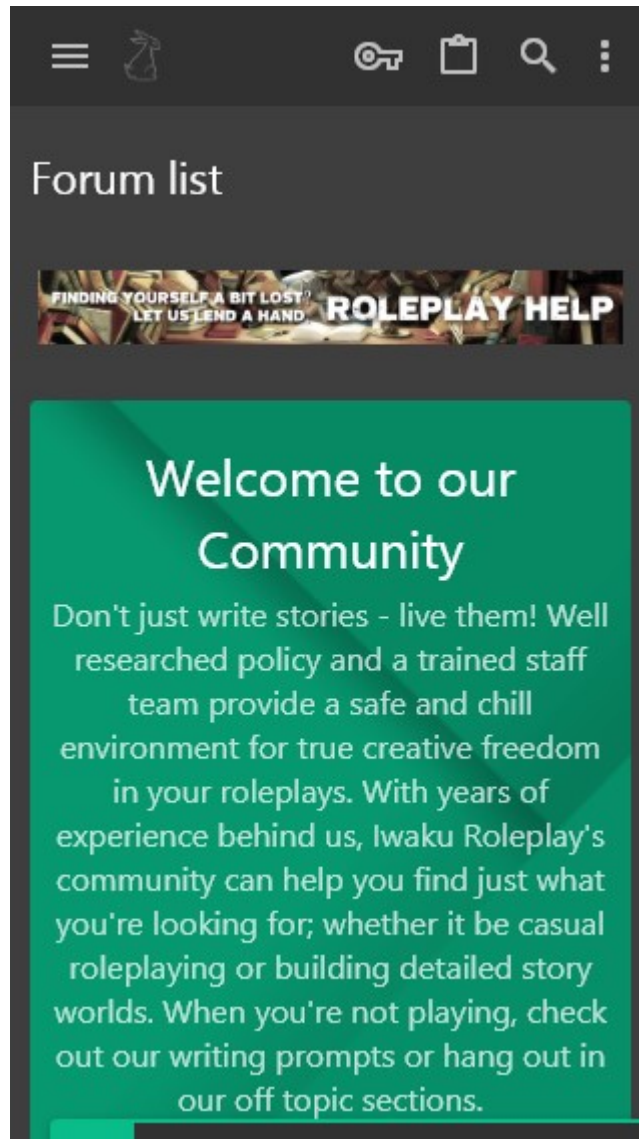 Forum list
FINDING YOURSELF A BIT LOST?
LET US LEND A HAND.
ROLEPLAY HELP
Welcome to our
Community
Don't just write stories - live them! Well
researched policy and a trained staff
team provide a safe and chill
environment for true creative freedom
in your roleplays. With years of
experience behind us, Iwaku Roleplay's
community can help you find just what
you're looking for; whether it be casual
roleplaying or building detailed story
worlds. When you're not playing, check
out our writing prompts or hang out in
our off topic sections.